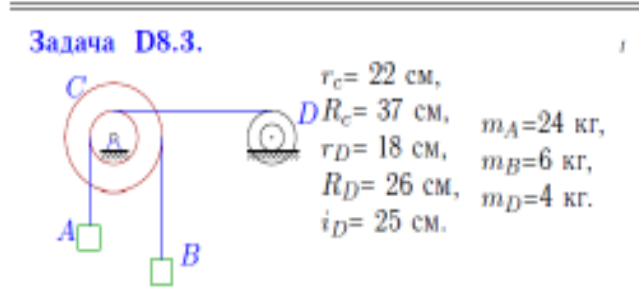 Задача D8.3.
C
D
A
B
r_c= 22 см,
R_c= 37 см,
r_D= 18 см,
R_D= 26 см,
i_D= 25 см.
m_A=24 кг,
m_B=6 кг,
m_D=4 кг.